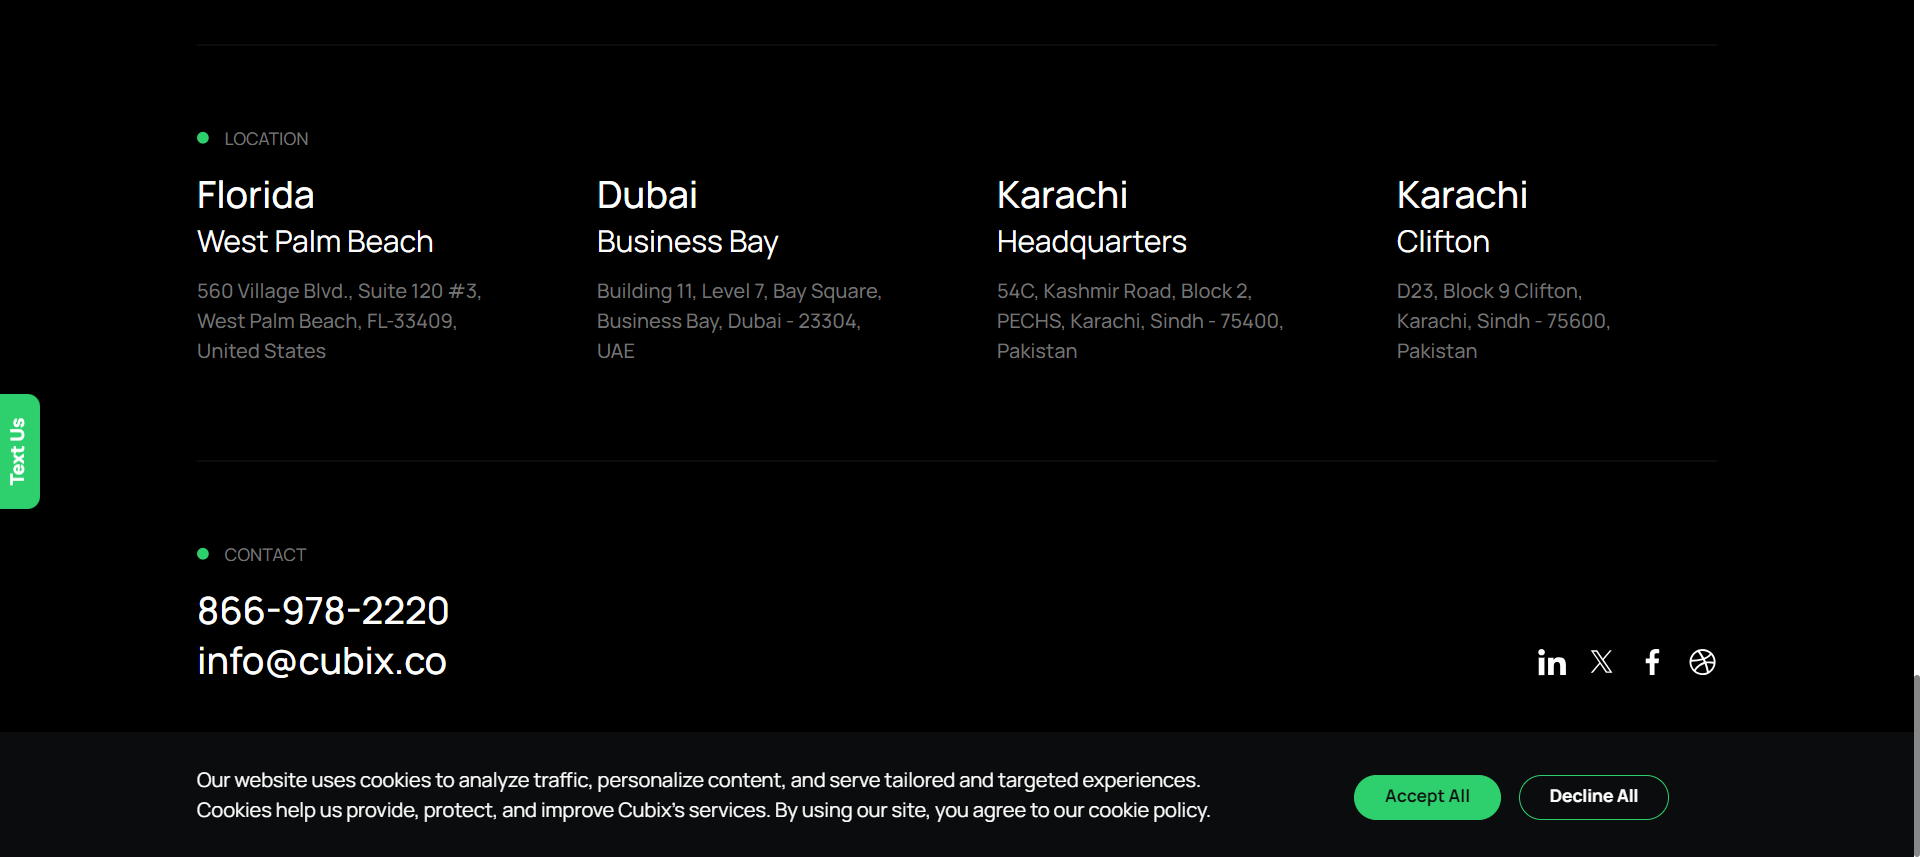 LOCATION
Florida
West Palm Beach
560 Village Blvd., Suite 120 #3,
West Palm Beach, FL-33409,
United States
Dubai
Business Bay
Building 11, Level 7, Bay Square,
Business Bay, Dubai - 23304,
UAE
Karachi
Headquarters
54C, Kashmir Road, Block 2,
PECHS, Karachi, Sindh - 75400,
Pakistan
Karachi
Clifton
D23, Block 9 Clifton,
Karachi, Sindh - 75600,
Pakistan
Text Us
CONTACT
866-978-2220
info@cubix.co
Our website uses cookies to analyze traffic, personalize content, and serve tailored and targeted experiences.
Cookies help us provide, protect, and improve Cubix's services. By using our site, you agree to our cookie policy.
Accept All
Decline All